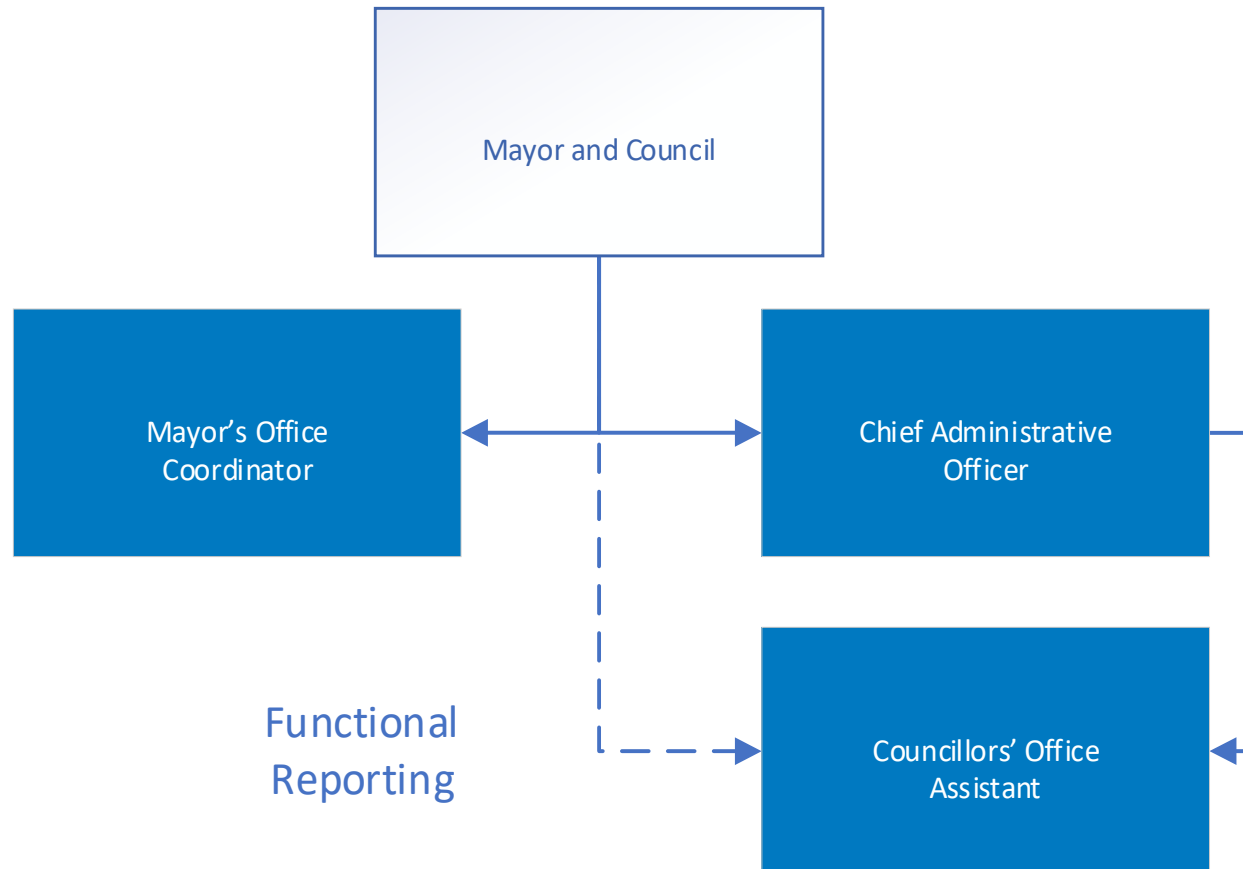 Mayor and Council
Mayor’s Office
Coordinator
Chief Administrative
Officer
Functional
Reporting
Councillors’ Office
Assistant